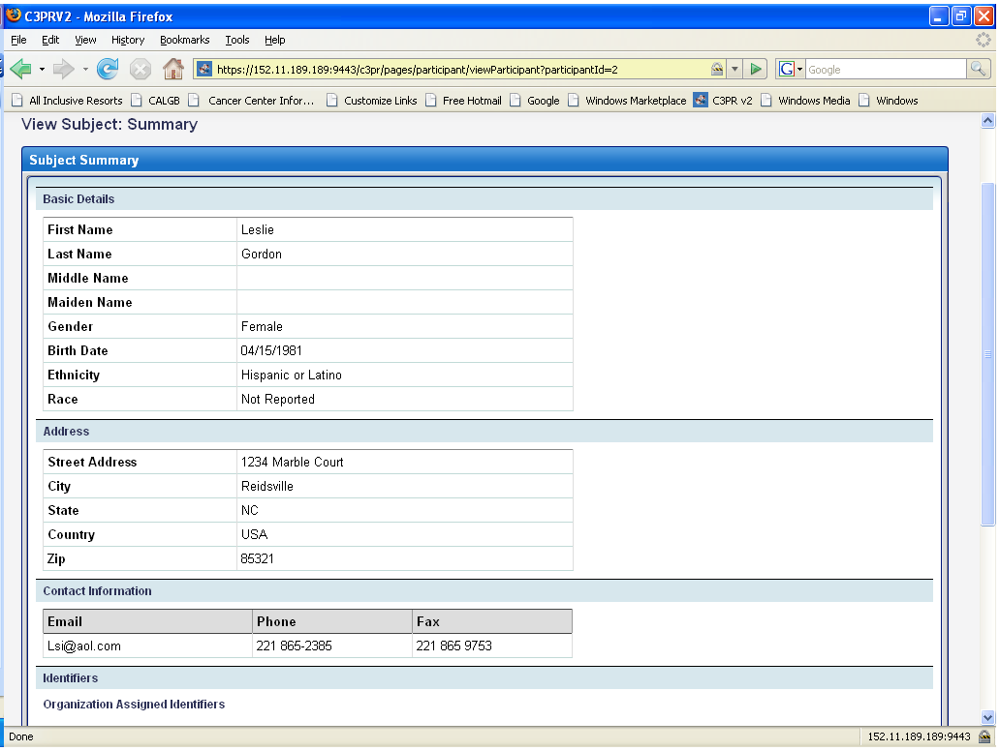 C3PRV2 - Mozilla Firefox
File Edit View History Bookmarks Tools Help
https://152.11.189.189:9443/c3pr/pages/participant/viewParticipant?participantId=2 G Google
All Inclusive Resorts CALGB Cancer Center Infor... Customize Links Free Hotmail Google Windows Marketplace C3PR v2 Windows Media Windows
View Subject: Summary
Subject Summary
Basic Details
First Name Leslie
Last Name Gordon
Middle Name
Maiden Name
Gender Female
Birth Date 04/15/1981
Ethnicity Hispanic or Latino
Race Not Reported
Address
Street Address 1234 Marble Court
City Reidsville
State NC
Country USA
Zip 85321
Contact Information
Email Phone Fax
Lsi@aol.com 221 865-2385 221 865 9753
Identifiers
Organization Assigned Identifiers
Done 152.11.189.189:9443